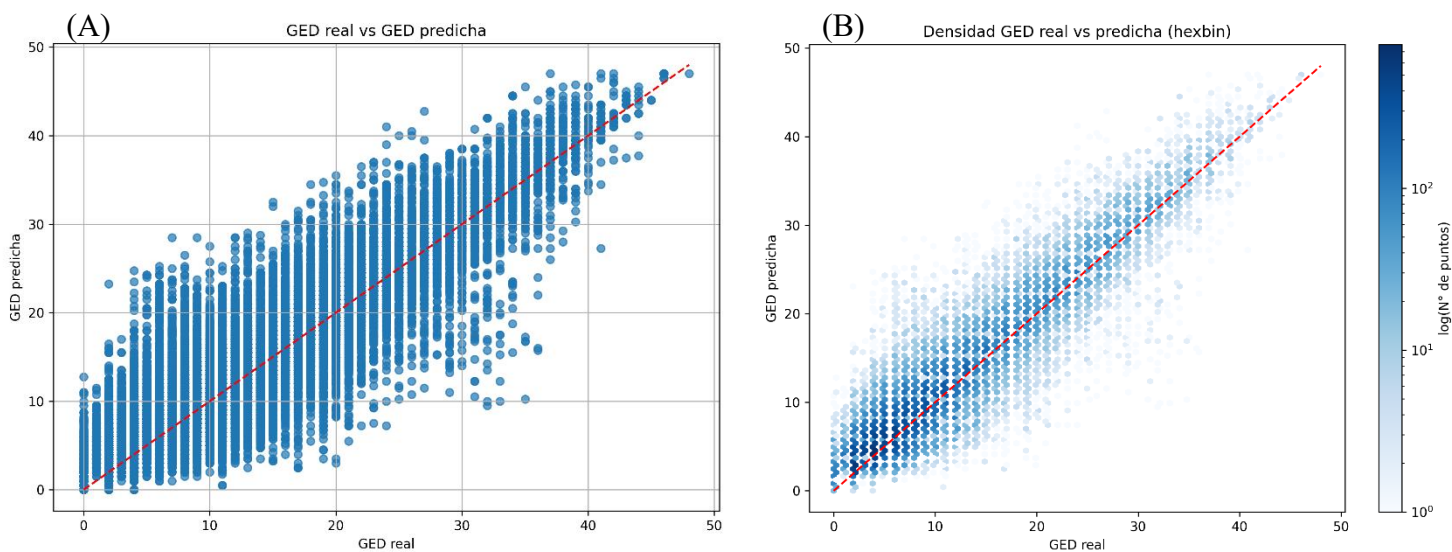 (A)
GED real vs GED predicha
50
40
30
20
10
0
GED predicha
0 10 20 30 40 50
GED real
(B)
Densidad GED real vs predicha (hexbin)
50
40
30
20
10
0
GED predicha
0 10 20 30 40 50
GED real
10²
10¹
10⁰
log(N° de puntos)